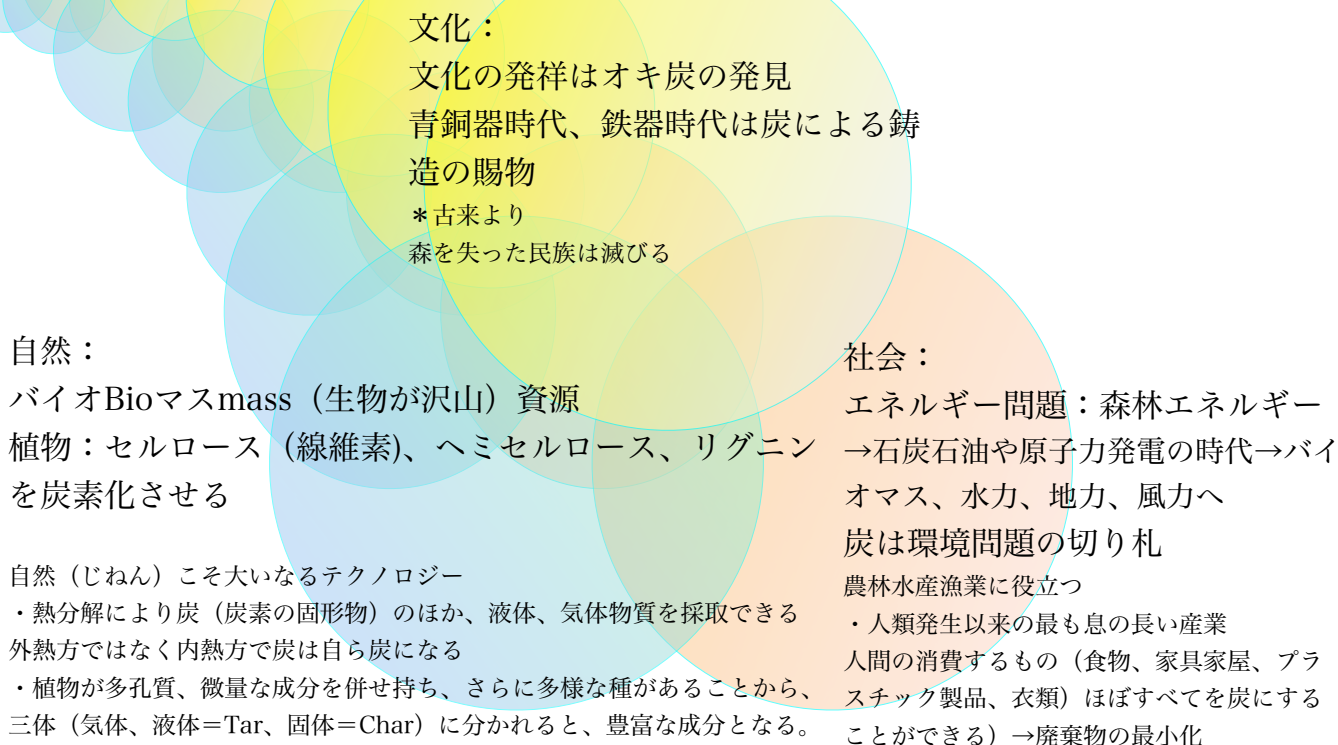 文化：
文化の発祥はオキ炭の発見
青銅器時代、鉄器時代は炭による鋳
造の賜物
＊古来より
森を失った民族は滅びる
自然：
バイオBioマスmass（生物が沢山）資源
植物：セルロース（線維素)、ヘミセルロース、リグニン
を炭素化させる
自然（じねん）こそ大いなるテクノロジー
・熱分解により炭（炭素の固形物）のほか、液体、気体物質を採取できる
外熱方ではなく内熱方で炭は自ら炭になる
・植物が多孔質、微量な成分を併せ持ち、さらに多様な種があることから、
三体（気体、液体＝Tar、固体＝Char）に分かれると、豊富な成分となる。
社会：
エネルギー問題：森林エネルギー
→石炭石油や原子力発電の時代→バイ
オマス、水力、地力、風力へ
炭は環境問題の切り札
農林水産漁業に役立つ
・人類発生以来の最も息の長い産業
人間の消費するもの（食物、家具家屋、プラ
スチック製品、衣類）ほぼすべてを炭にする
ことができる）→廃棄物の最小化